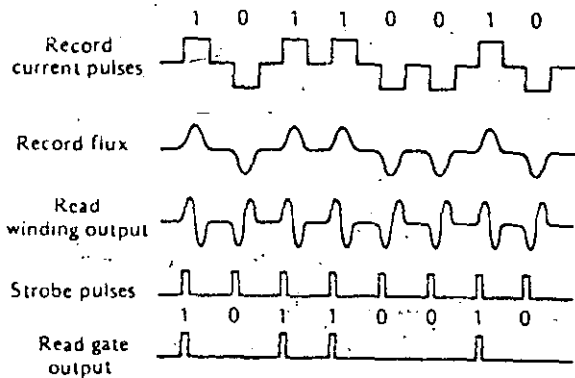 1 0 1 1 0 0 1 0
Record
current pulses
Record flux
Read
winding output
Strobe pulses
1 0 1 1 0 0 1 0
Read gate
output